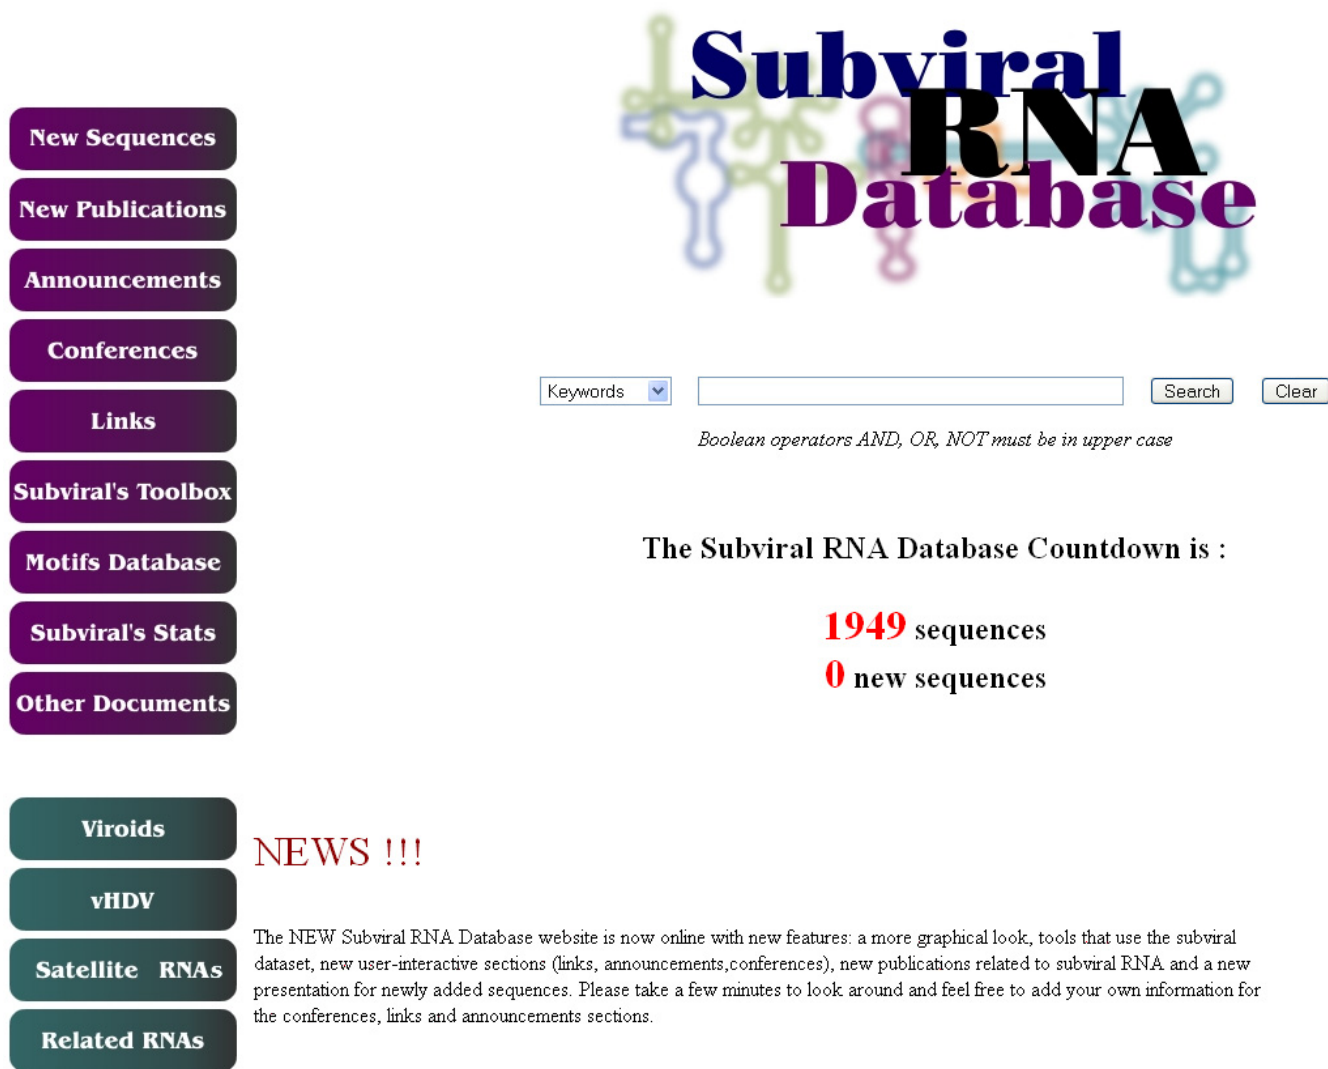 Subviral
RNA
Database
New Sequences
New Publications
Announcements
Conferences
Links
Subviral's Toolbox
Motifs Database
Subviral's Stats
Other Documents
Viroids
vHDV
Satellite RNAs
Related RNAs
Keywords Search Clear
Boolean operators AND, OR, NOT must be in upper case
The Subviral RNA Database Countdown is :
1949 sequences
0 new sequences
NEWS !!!
The NEW Subviral RNA Database website is now online with new features: a more graphical look, tools that use the subviral
dataset, new user-interactive sections (links, announcements,conferences), new publications related to subviral RNA and a new
presentation for newly added sequences. Please take a few minutes to look around and feel free to add your own information for
the conferences, links and announcements sections.